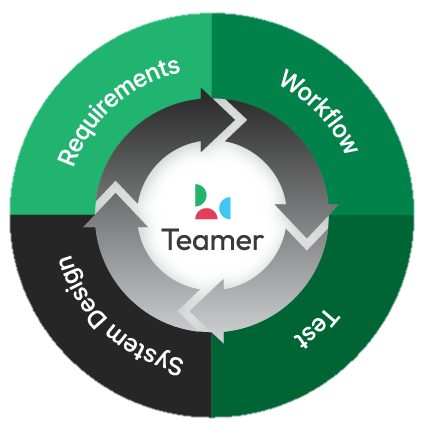 Requirements
Workflow
Teamer
System Design
Test